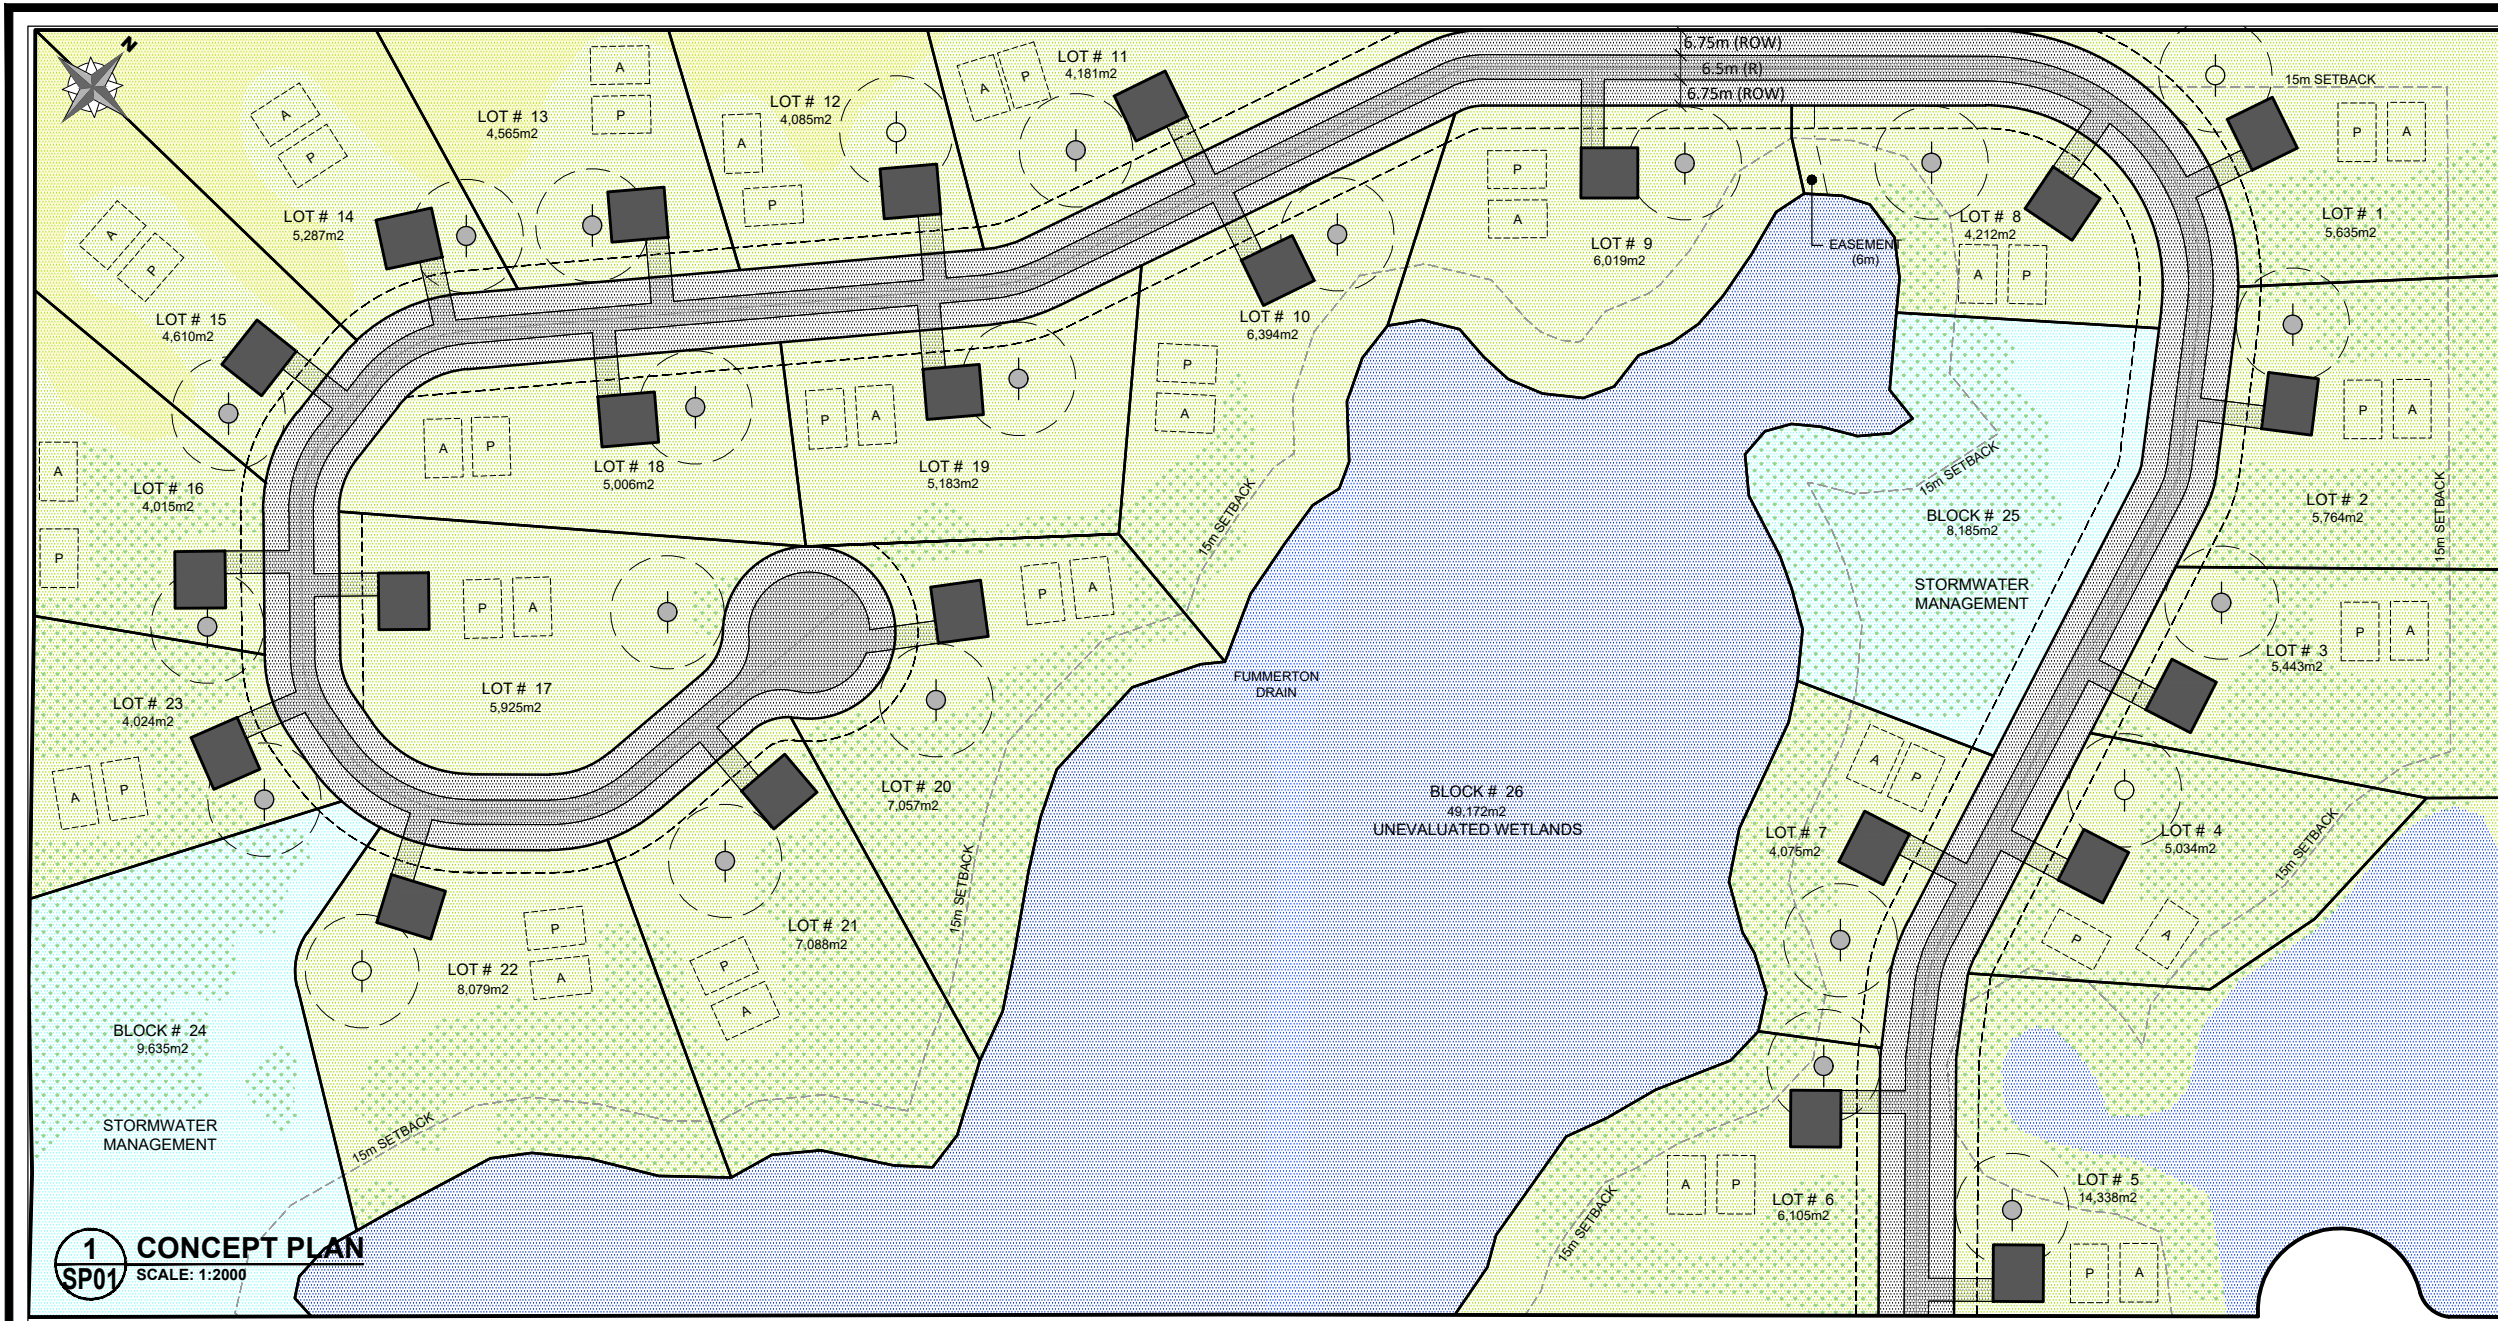 N
LOT # 11
4,181m2
A
P
6.75m (ROW)
6.5m (R)
6.75m (ROW)
15m SETBACK
A
P
LOT # 13
4,565m2
LOT # 12
4,085m2
A
P
A
P
LOT # 14
5,287m2
P
A
LOT # 1
5,635m2
P
A
LOT # 9
6,019m2
LOT # 8
4,212m2
A
P
EASEMENT
(6m)
A
P
LOT # 15
4,610m2
LOT # 10
6,394m2
P
A
A
P
LOT # 18
5,006m2
P
A
LOT # 19
5,183m2
P
A
LOT # 2
5,764m2
15m SETBACK
A
P
LOT # 16
4,015m2
15m SETBACK
15m SETBACK
BLOCK # 25
8,185m2
STORMWATER
MANAGEMENT
P
A
LOT # 17
5,925m2
P
A
LOT # 20
7,057m2
P
A
LOT # 3
5,443m2
FUMMERTON
DRAIN
LOT # 23
4,024m2
A
P
A
P
LOT # 7
4,075m2
BLOCK # 26
49,172m2
UNEVALUATED WETLANDS
LOT # 4
5,034m2
15m SETBACK
P
A
15m SETBACK
LOT # 21
7,088m2
P
A
P
A
LOT # 22
8,079m2
BLOCK # 24
9,635m2
STORMWATER
MANAGEMENT
15m SETBACK
A
P
LOT # 6
6,105m2
15m SETBACK
LOT # 5
14,338m2
P
A
1
SP01
CONCEPT PLAN
SCALE: 1:2000